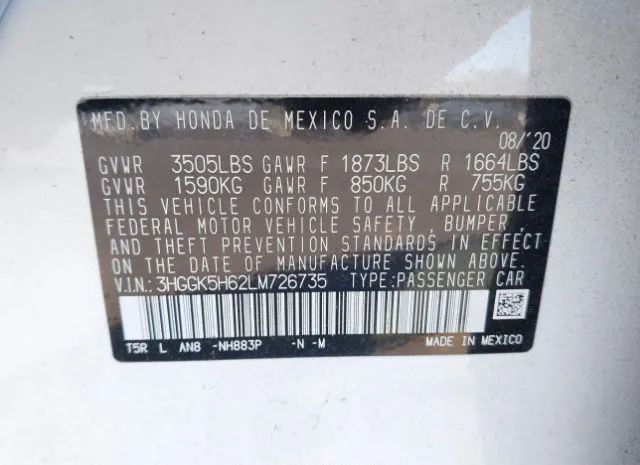 MFD.BY HONDA DE MEXICO S.A. DE C.V.
08/'20
GVWR 3505LBS GAWR F 1873LBS R 1664LBS
GVWR 1590KG GAWR F 850KG R 755KG
THIS VEHICLE CONFORMS TO ALL APPLICABLE
FEDERAL MOTOR VEHICLE SAFETY , BUMPER ,
AND THEFT PREVENTION STANDARDS IN EFFECT
ON THE DATE OF MANUFACTURE SHOWN ABOVE.
V.I.N.: 3HGGK5H62LM726735 TYPE:PASSENGER CAR
T5R L AN8 -NH883P -N -M MADE IN MEXICO